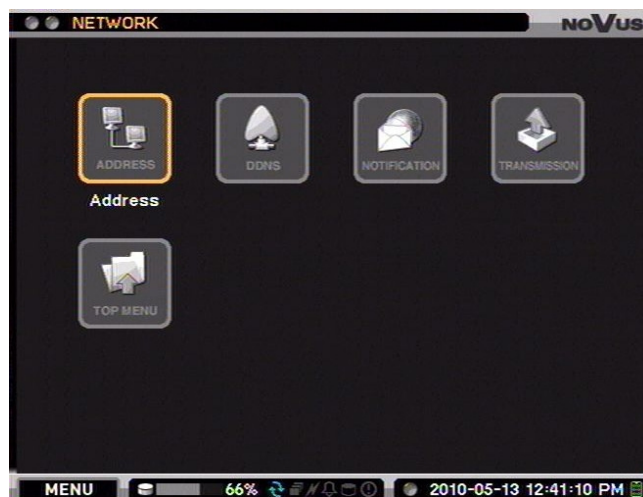 NETWORK
NOVUS
ADDRESS
DDNS
NOTIFICATION
TRANSMISSION
Address
TOP MENU
MENU
66%
2010-05-13 12:41:10 PM